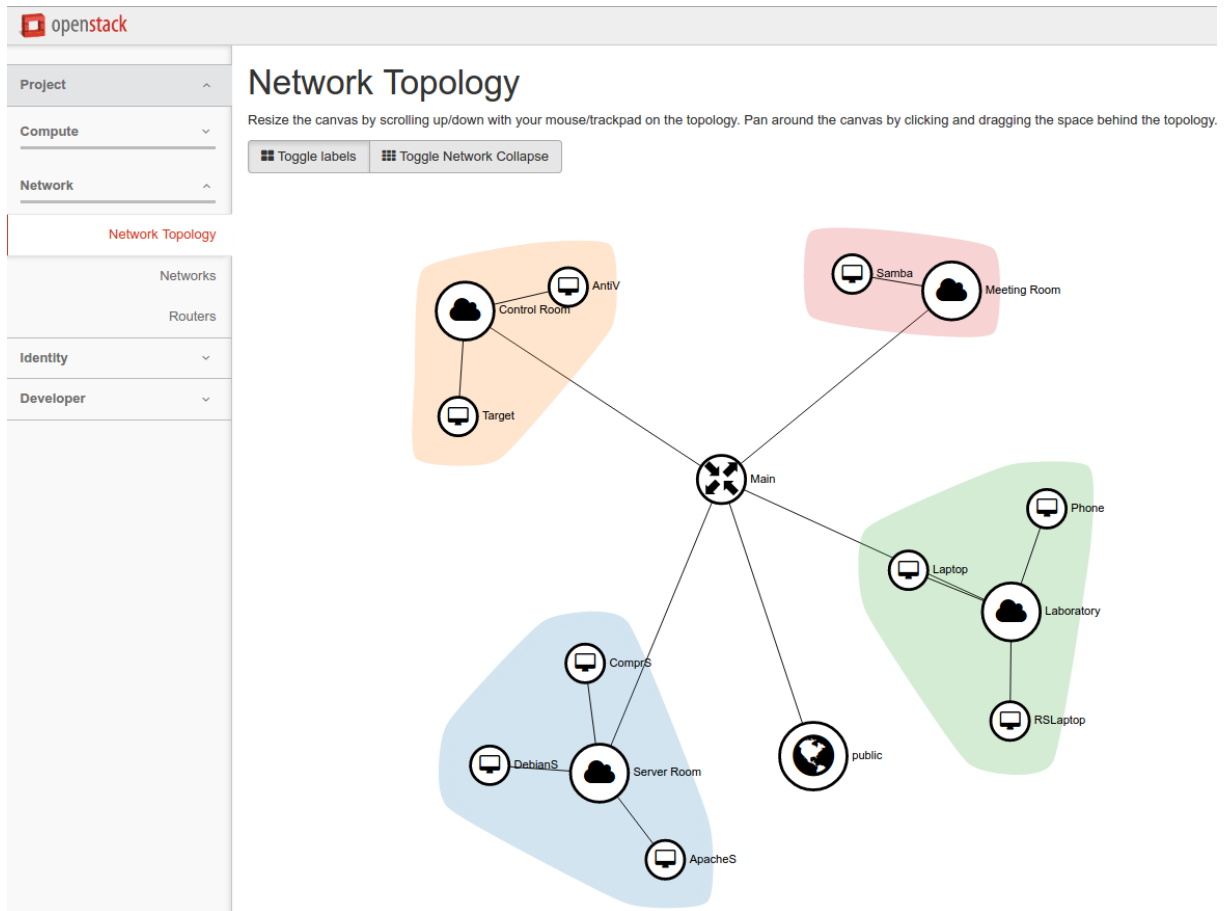 openstack
Project
Compute
Network
Network Topology
Networks
Routers
Identity
Developer
Network Topology
Resize the canvas by scrolling up/down with your mouse/trackpad on the topology. Pan around the canvas by clicking and dragging the space behind the topology.
Toggle labels
Toggle Network Collapse
Samba
AntiV
Meeting Room
Control Room
Target
Main
Phone
Laptop
Laboratory
ComprS
RSLaptop
public
DebianS
Server Room
ApacheS